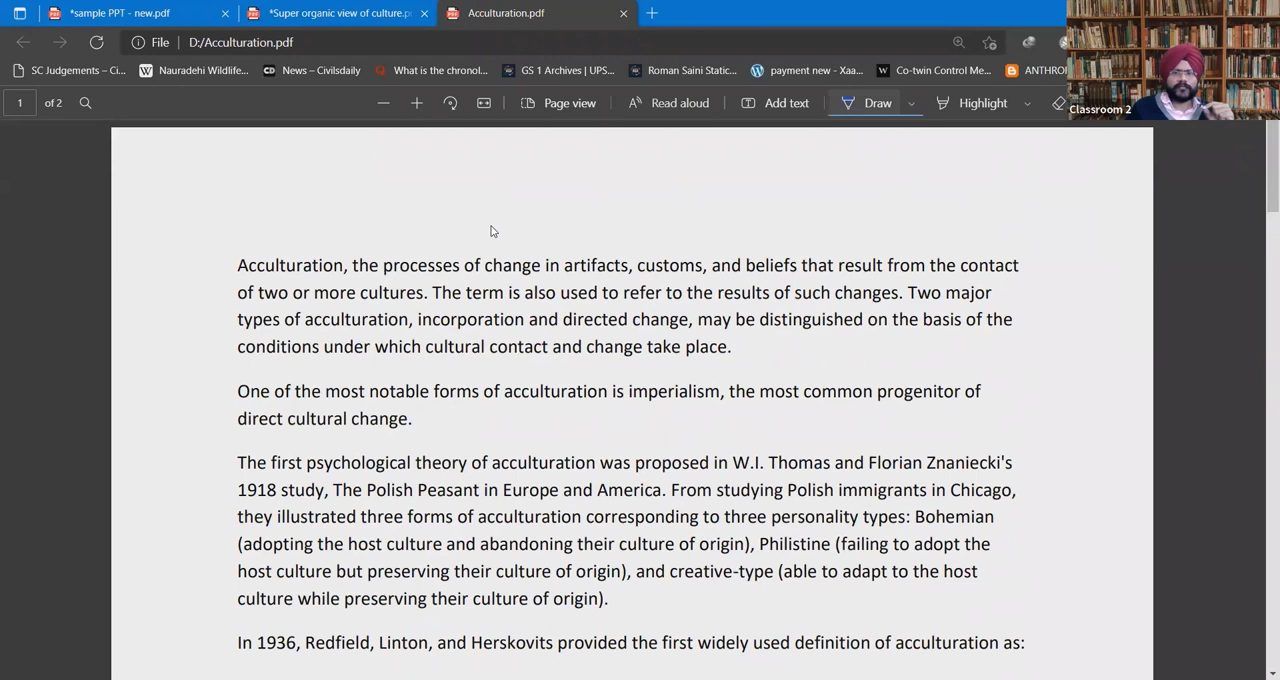 *sample PPT - new.pdf
*Super organic view of culture.p
Acculturation.pdf
File D:/Acculturation.pdf
SC Judgements – Ci...
Nauradehi Wildlife...
News – Civilsdaily
What is the chronol...
GS 1 Archives | UPS...
Roman Saini Static...
payment new - Xaa...
Co-twin Control Me...
ANTHRO
1 of 2
Page view
Read aloud
Add text
Draw
Highlight
Classroom 2
Acculturation, the processes of change in artifacts, customs, and beliefs that result from the contact
of two or more cultures. The term is also used to refer to the results of such changes. Two major
types of acculturation, incorporation and directed change, may be distinguished on the basis of the
conditions under which cultural contact and change take place.
One of the most notable forms of acculturation is imperialism, the most common progenitor of
direct cultural change.
The first psychological theory of acculturation was proposed in W.I. Thomas and Florian Znaniecki's
1918 study, The Polish Peasant in Europe and America. From studying Polish immigrants in Chicago,
they illustrated three forms of acculturation corresponding to three personality types: Bohemian
(adopting the host culture and abandoning their culture of origin), Philistine (failing to adopt the
host culture but preserving their culture of origin), and creative-type (able to adapt to the host
culture while preserving their culture of origin).
In 1936, Redfield, Linton, and Herskovits provided the first widely used definition of acculturation as: